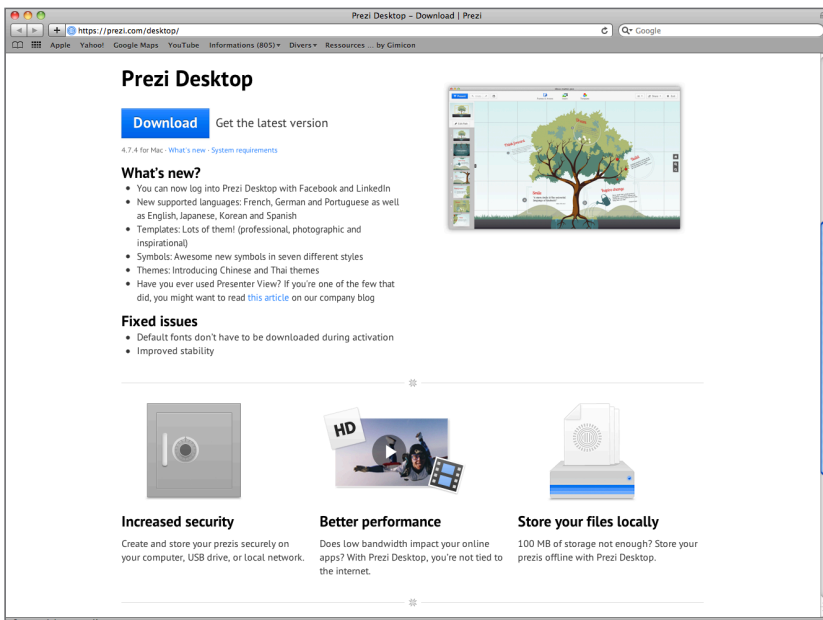 Prezi Desktop – Download | Prezi
https://prezi.com/desktop/
Google
Apple Yahoo! Google Maps YouTube Informations (805) Divers Ressources ... by Gimicon
Prezi Desktop
Download Get the latest version
4.7.4 for Mac - What's new - System requirements
What's new?
• You can now log into Prezi Desktop with Facebook and LinkedIn
• New supported languages: French, German and Portuguese as well
as English, Japanese, Korean and Spanish
• Templates: Lots of them! (professional, photographic and
inspirational)
• Symbols: Awesome new symbols in seven different styles
• Themes: Introducing Chinese and Thai themes
• Have you ever used Presenter View? If you're one of the few that
did, you might want to read this article on our company blog
Fixed issues
• Default fonts don't have to be downloaded during activation
• Improved stability
HD
Increased security
Create and store your prezis securely on
your computer, USB drive, or local network.
Better performance
Does low bandwidth impact your online
apps? With Prezi Desktop, you're not tied to
the internet.
Store your files locally
100 MB of storage not enough? Store your
prezis offline with Prezi Desktop.